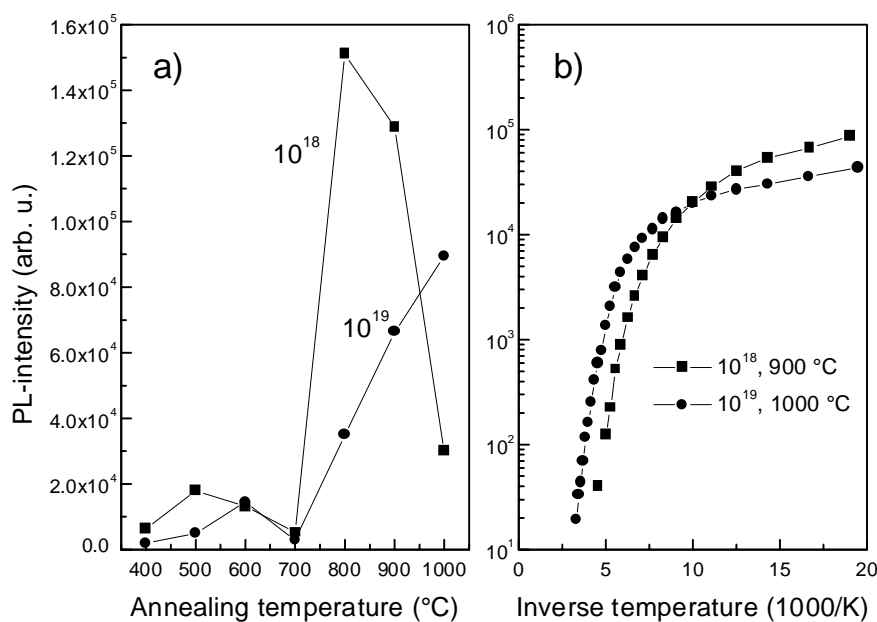 a)
PL-intensity (arb. u.)
1.6x10^5
1.4x10^5
1.2x10^5
1.0x10^5
8.0x10^4
6.0x10^4
4.0x10^4
2.0x10^4
0.0
10^18
10^19
400 500 600 700 800 900 1000
Annealing temperature (°C)
b)
10^6
10^5
10^4
10^3
10^2
10^1
10^18, 900 °C
10^19, 1000 °C
0 5 10 15 20
Inverse temperature (1000/K)